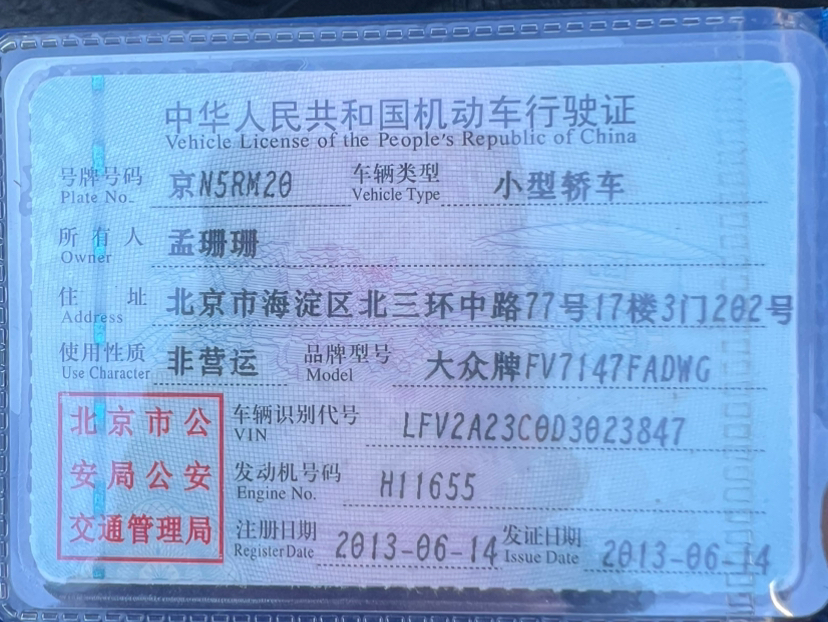 中华人民共和国机动车行驶证
Vehicle License of the People's Republic of China
号牌号码 京N5RM20 车辆类型 小型轿车
Plate No. Vehicle Type
所有人 孟珊珊
Owner
住址 北京市海淀区北三环中路77号17楼3门202号
Address
使用性质 非营运 品牌型号 大众牌FV7147FADWG
Use Character Model
北京市公 车辆识别代号 LFV2A23C0D3023847
VIN
安局公安 发动机号码 H11655
Engine No.
交通管理局 注册日期 2013-06-14 发证日期 2013-06-14
Register Date Issue Date